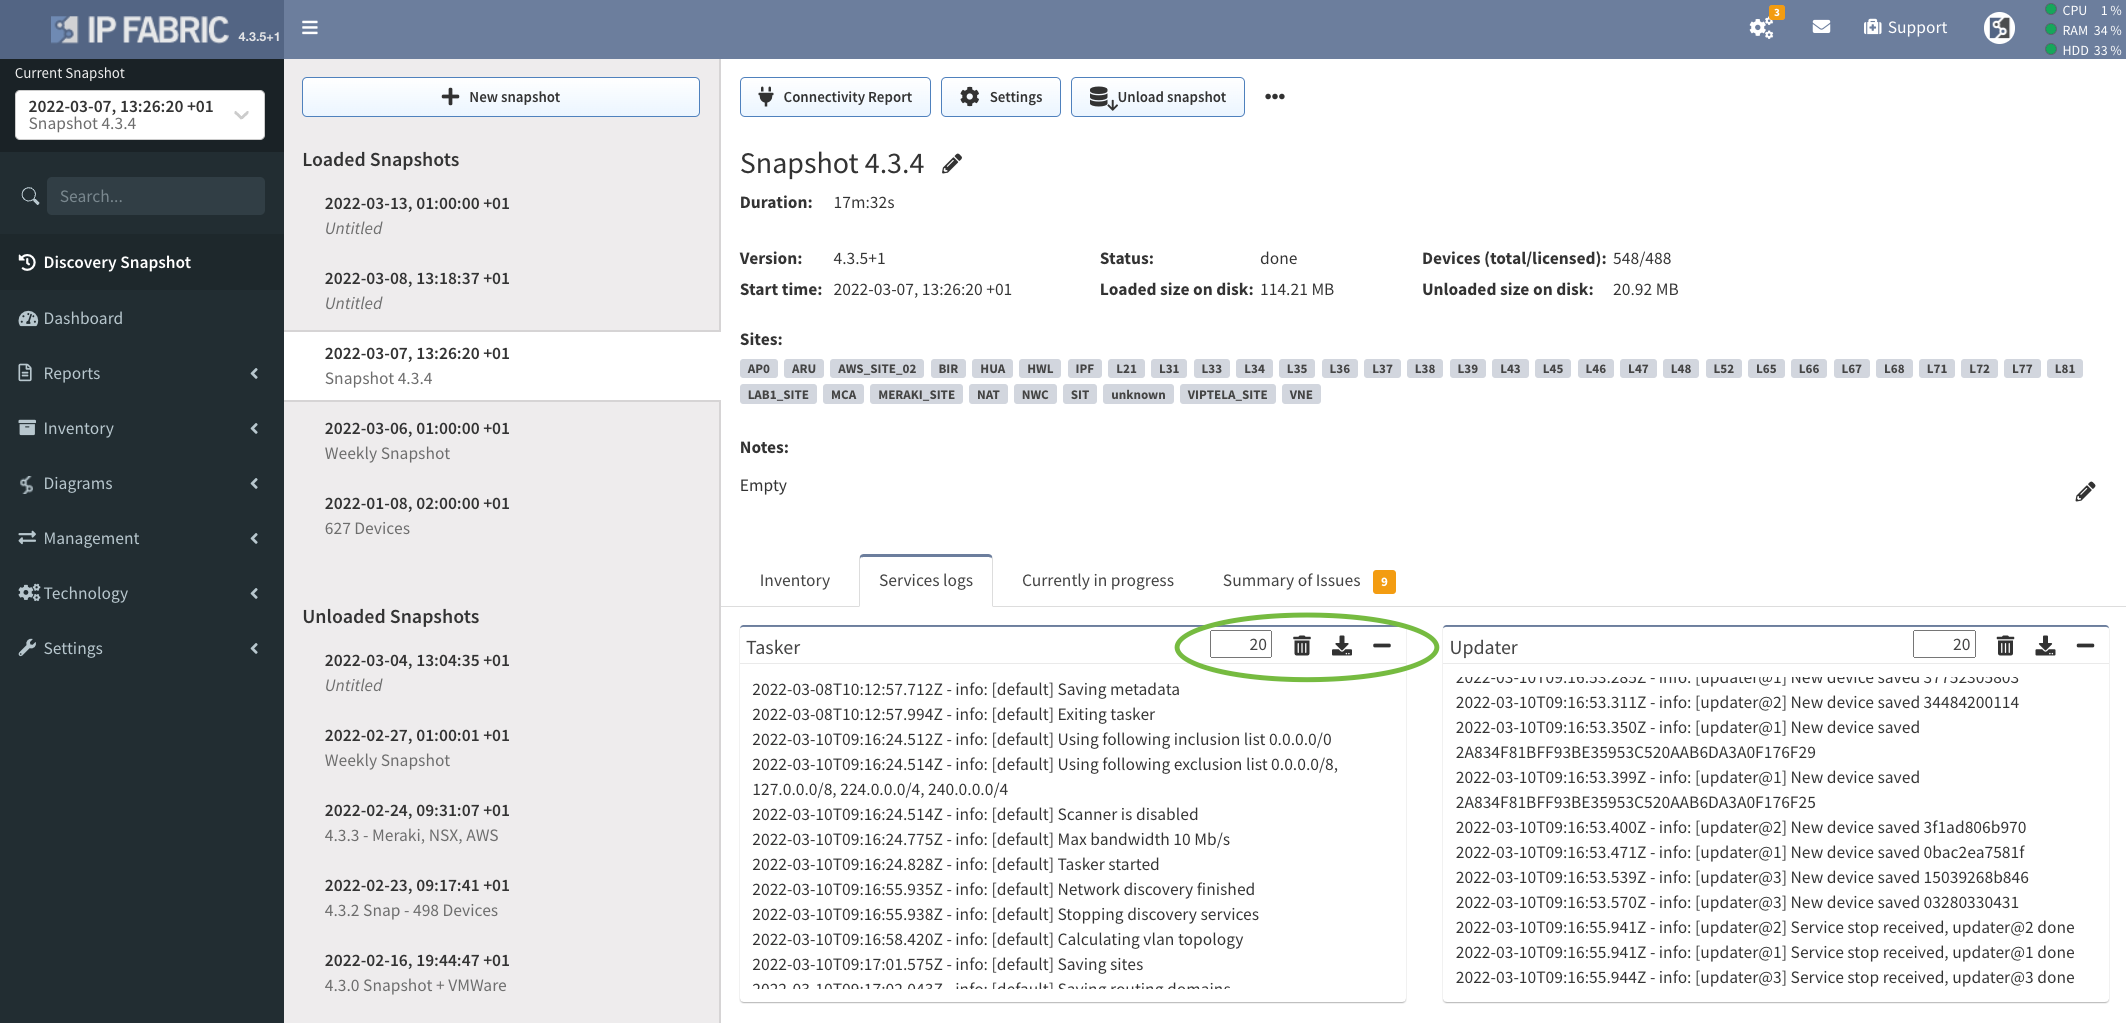 IP FABRIC 4.3.5+1
3
Support
CPU 1 %
RAM 34 %
HDD 33 %
Current Snapshot
2022-03-07, 13:26:20 +01
Snapshot 4.3.4
Search...
Discovery Snapshot
Dashboard
Reports
Inventory
Diagrams
Management
Technology
Settings
New snapshot
Loaded Snapshots
2022-03-13, 01:00:00 +01
Untitled
2022-03-08, 13:18:37 +01
Untitled
2022-03-07, 13:26:20 +01
Snapshot 4.3.4
2022-03-06, 01:00:00 +01
Weekly Snapshot
2022-01-08, 02:00:00 +01
627 Devices
Unloaded Snapshots
2022-03-04, 13:04:35 +01
Untitled
2022-02-27, 01:00:01 +01
Weekly Snapshot
2022-02-24, 09:31:07 +01
4.3.3 - Meraki, NSX, AWS
2022-02-23, 09:17:41 +01
4.3.2 Snap - 498 Devices
2022-02-16, 19:44:47 +01
4.3.0 Snapshot + VMWare
Connectivity Report Settings Unload snapshot
Snapshot 4.3.4
Duration: 17m:32s
Version: 4.3.5+1 Status: done Devices (total/licensed): 548/488
Start time: 2022-03-07, 13:26:20 +01 Loaded size on disk: 114.21 MB Unloaded size on disk: 20.92 MB
Sites:
AP0 ARU AWS_SITE_02 BIR HUA HWL IPF L21 L31 L33 L34 L35 L36 L37 L38 L39 L43 L45 L46 L47 L48 L52 L65 L66 L67 L68 L71 L72 L77 L81
LAB1_SITE MCA MERAKI_SITE NAT NWC SIT unknown VIPTELA_SITE VNE
Notes:
Empty
Inventory Services logs Currently in progress Summary of Issues 9
Tasker 20
2022-03-08T10:12:57.712Z - info: [default] Saving metadata
2022-03-08T10:12:57.994Z - info: [default] Exiting tasker
2022-03-10T09:16:24.512Z - info: [default] Using following inclusion list 0.0.0.0/0
2022-03-10T09:16:24.514Z - info: [default] Using following exclusion list 0.0.0.0/8,
127.0.0.0/8, 224.0.0.0/4, 240.0.0.0/4
2022-03-10T09:16:24.514Z - info: [default] Scanner is disabled
2022-03-10T09:16:24.775Z - info: [default] Max bandwidth 10 Mb/s
2022-03-10T09:16:24.828Z - info: [default] Tasker started
2022-03-10T09:16:55.935Z - info: [default] Network discovery finished
2022-03-10T09:16:55.938Z - info: [default] Stopping discovery services
2022-03-10T09:16:58.420Z - info: [default] Calculating vlan topology
2022-03-10T09:17:01.575Z - info: [default] Saving sites
2022-03-10T09:17:02.043Z - info: [default] Saving routing domains
Updater 20
2022-03-10T09:16:53.285Z - info: [updater@1] New device saved 37752305803
2022-03-10T09:16:53.311Z - info: [updater@2] New device saved 34484200114
2022-03-10T09:16:53.350Z - info: [updater@1] New device saved
2A834F81BFF93BE35953C520AAB6DA3A0F176F29
2022-03-10T09:16:53.399Z - info: [updater@1] New device saved
2A834F81BFF93BE35953C520AAB6DA3A0F176F25
2022-03-10T09:16:53.400Z - info: [updater@2] New device saved 3f1ad806b970
2022-03-10T09:16:53.471Z - info: [updater@1] New device saved 0bac2ea7581f
2022-03-10T09:16:53.539Z - info: [updater@3] New device saved 15039268b846
2022-03-10T09:16:53.570Z - info: [updater@3] New device saved 03280330431
2022-03-10T09:16:55.941Z - info: [updater@2] Service stop received, updater@2 done
2022-03-10T09:16:55.941Z - info: [updater@1] Service stop received, updater@1 done
2022-03-10T09:16:55.944Z - info: [updater@3] Service stop received, updater@3 done